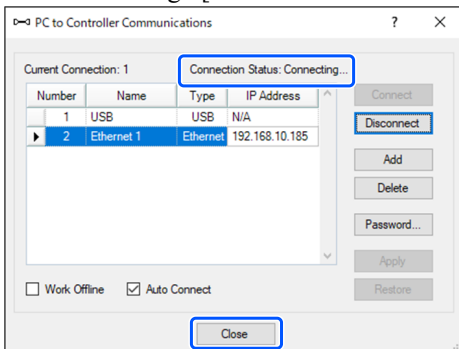 PC to Controller Communications
Current Connection: 1 Connection Status: Connecting...
Number Name Type IP Address Connect
1 USB USB N/A
2 Ethernet 1 Ethernet 192.168.10.185
Disconnect
Add
Delete
Password...
Apply
Work Offline Auto Connect Restore
Close